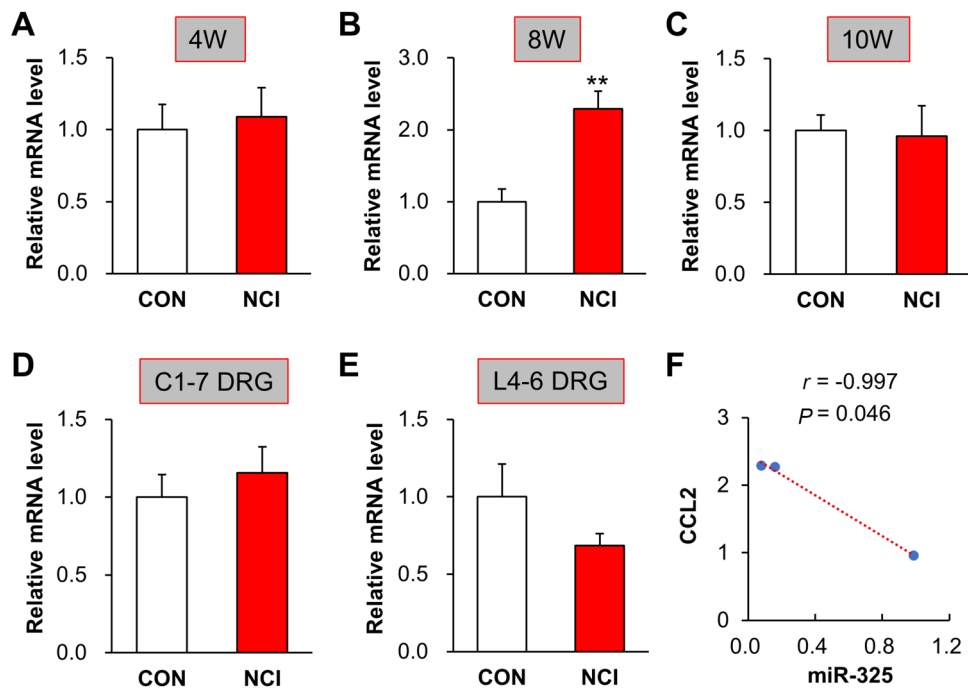 A
4W
Relative mRNA level
1.5
1.0
0.5
0.0
CON NCI
B
8W
Relative mRNA level
3.0
2.0
1.0
0.0
**
CON NCI
C
10W
Relative mRNA level
1.5
1.0
0.5
0.0
CON NCI
D
C1-7 DRG
Relative mRNA level
1.5
1.0
0.5
0.0
CON NCI
E
L4-6 DRG
Relative mRNA level
1.5
1.0
0.5
0.0
CON NCI
F
r = -0.997
P = 0.046
CCL2
3
2
1
0
0.0 0.4 0.8 1.2
miR-325